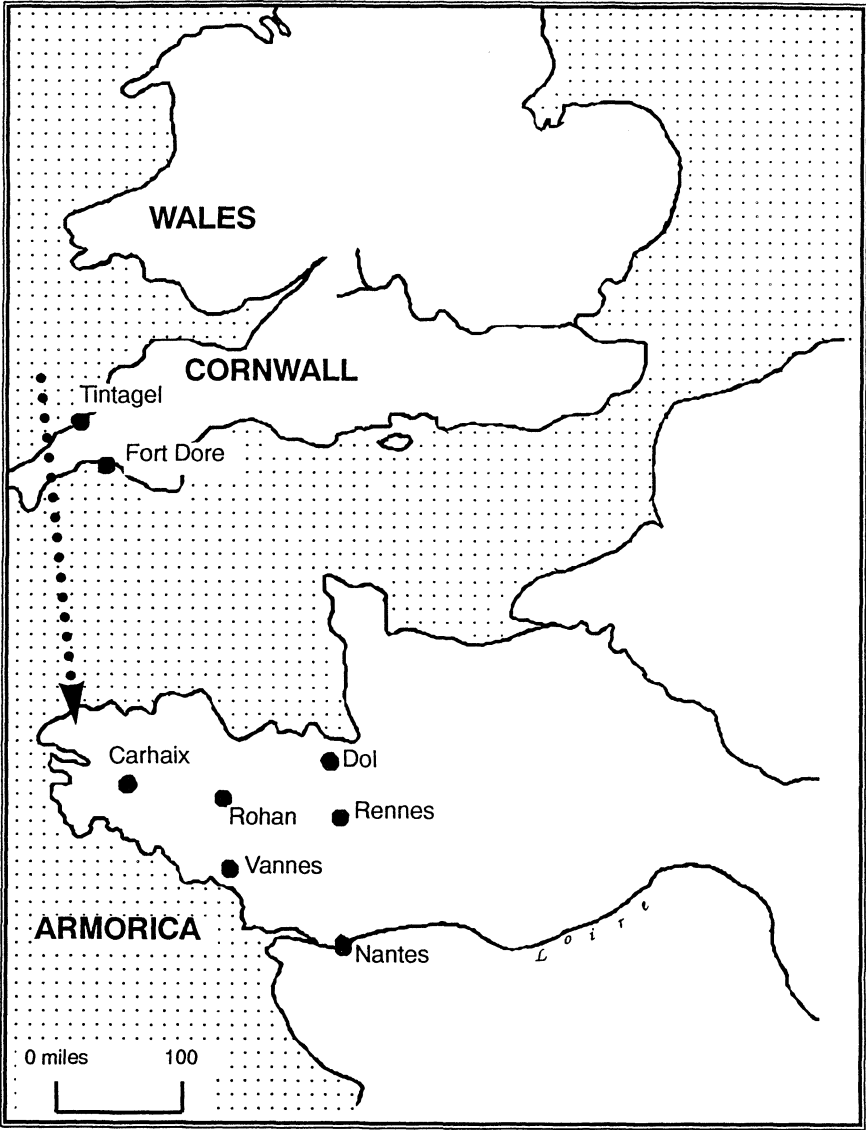 WALES
CORNWALL
Tintagel
Fort Dore
Carhaix
Dol
Rohan
Rennes
Vannes
ARMORICA
Loire
Nantes
0 miles 100